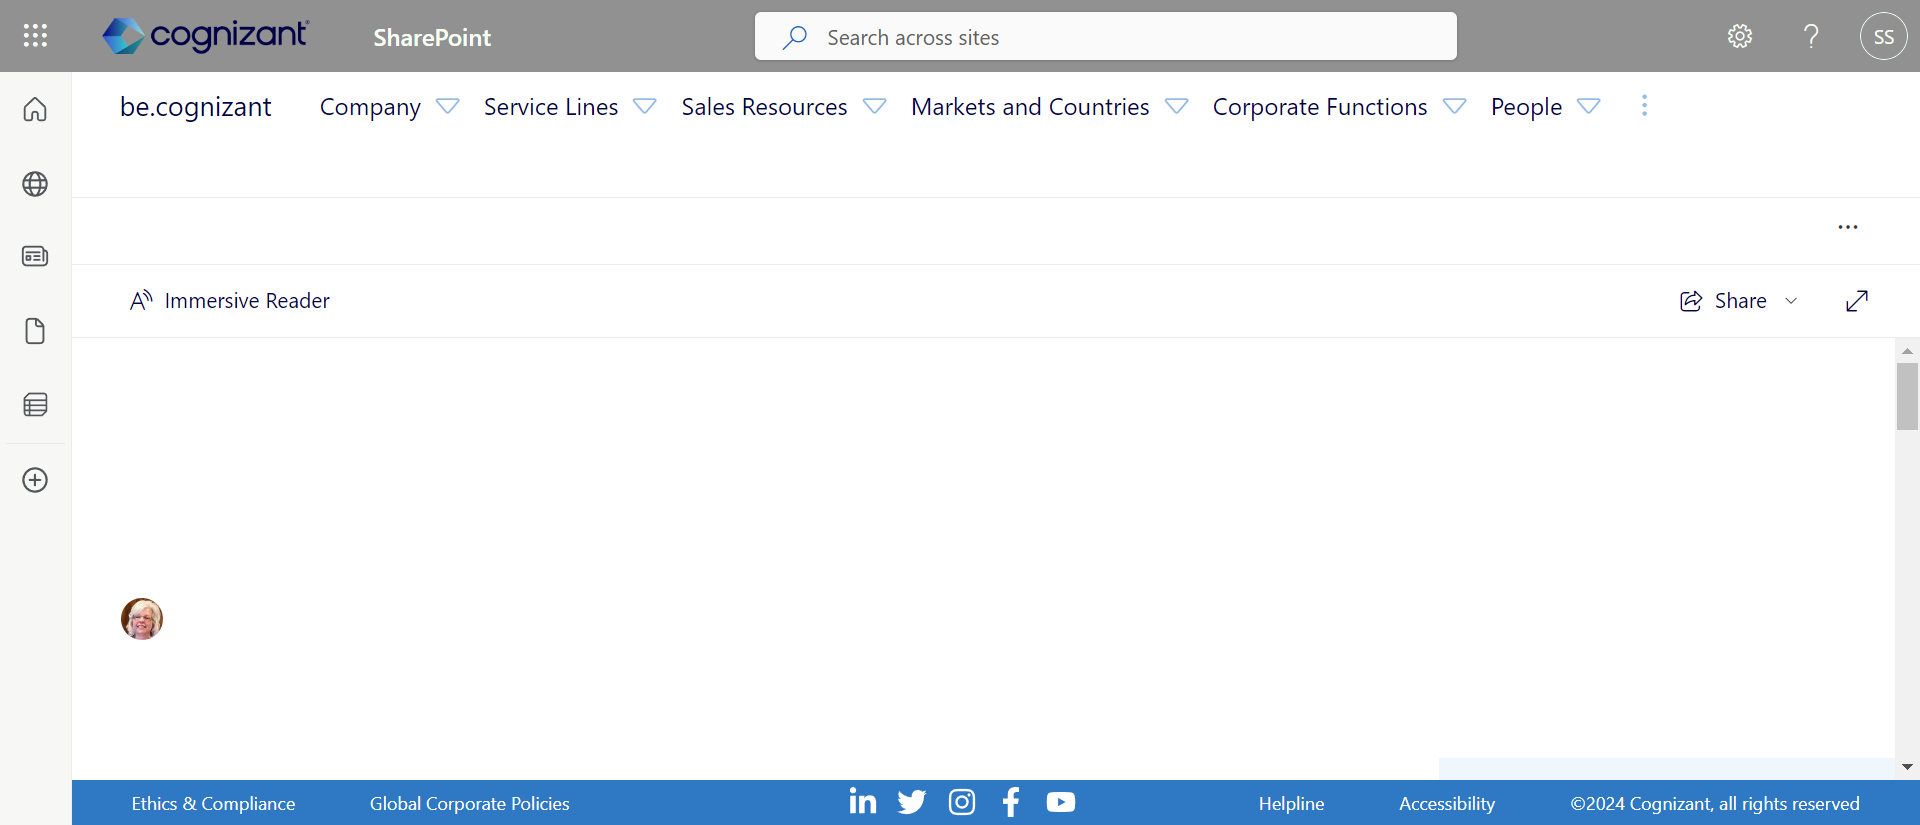 cognizant
SharePoint
Search across sites
SS
be.cognizant
Company
Service Lines
Sales Resources
Markets and Countries
Corporate Functions
People
Immersive Reader
Share
Ethics & Compliance
Global Corporate Policies
Helpline
Accessibility
©2024 Cognizant, all rights reserved